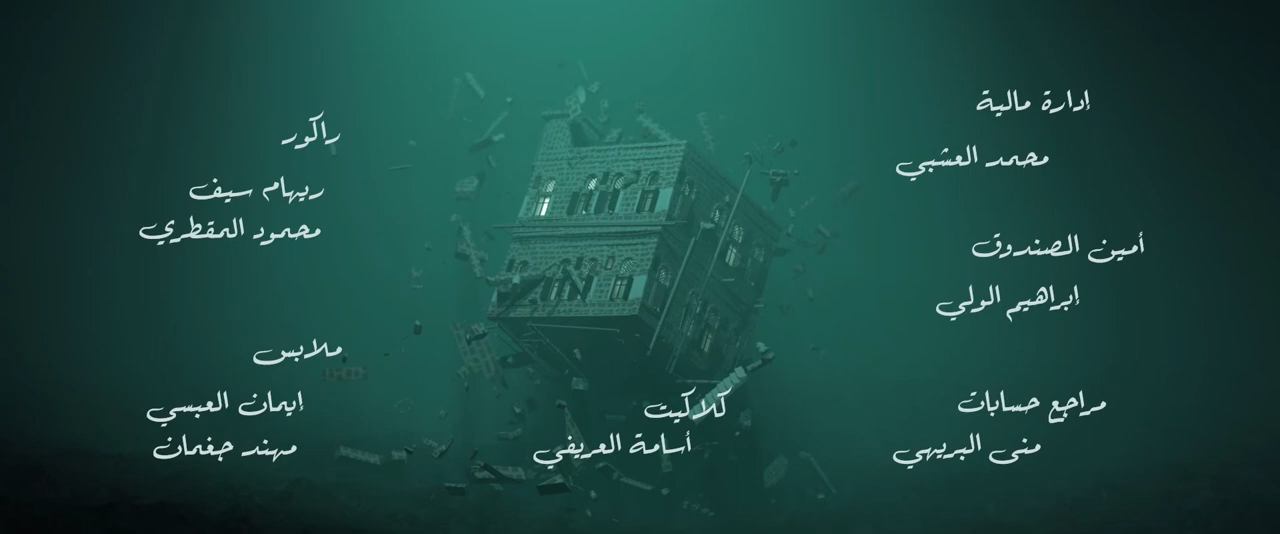 إدارة مالية
محمد العشبي
أمين الصندوق
إبراهيم الولي
مراجع حسابات
منى البريهي
كلاكيت
أسامة العريفي
راكور
ريهام سيف
محمود المقطري
ملابس
إيمان العبسي
مهند جغمان